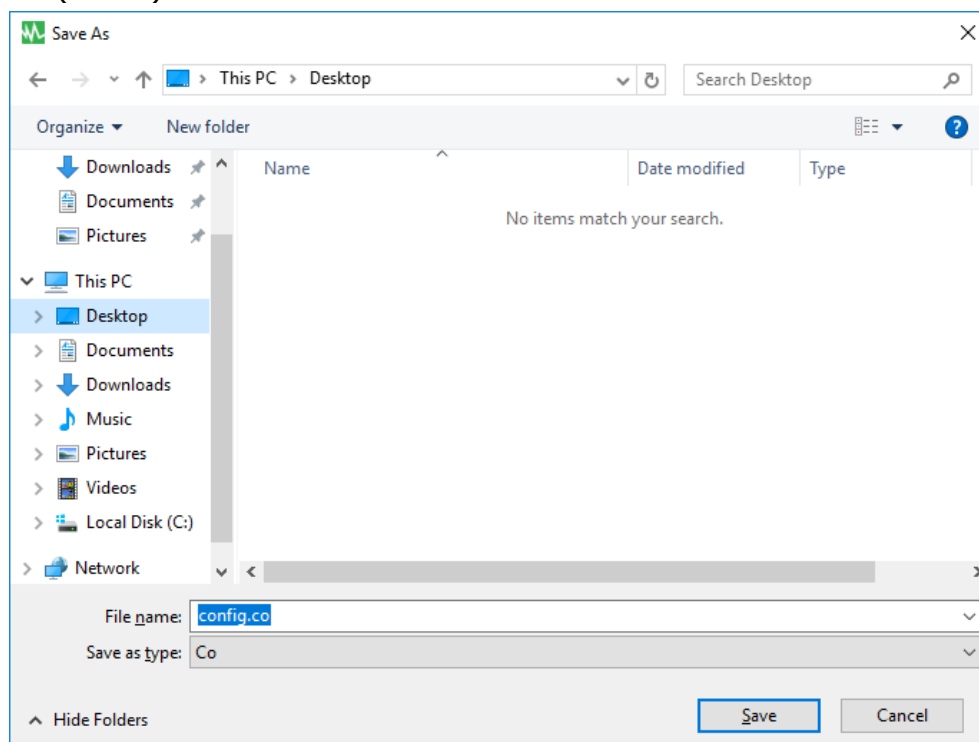 Save As
This PC > Desktop
Search Desktop
Organize
New folder
Name
Date modified
Type
Downloads
Documents
Pictures
No items match your search.
This PC
Desktop
Documents
Downloads
Music
Pictures
Videos
Local Disk (C:)
Network
File name: config.co
Save as type: Co
Hide Folders
Save
Cancel